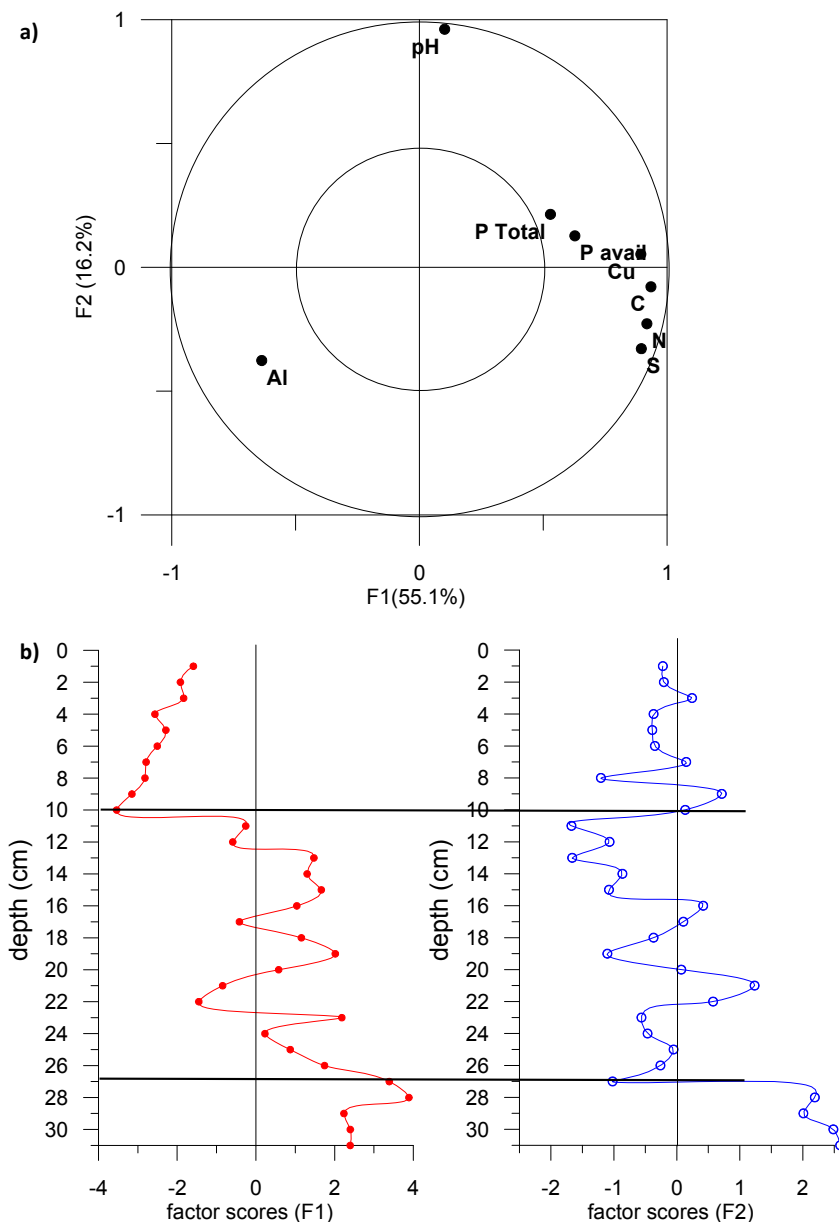 a)
1
pH
P Total
P avail
0
Cu
C
N
S
Al
F2 (16.2%)
-1
-1 0 1
F1(55.1%)
b)
0
2
4
6
8
10
12
14
16
18
20
22
24
26
28
30
depth (cm)
-4 -2 0 2 4
factor scores (F1)
0
2
4
6
8
10
12
14
16
18
20
22
24
26
28
30
depth (cm)
-2 -1 0 1 2
factor scores (F2)